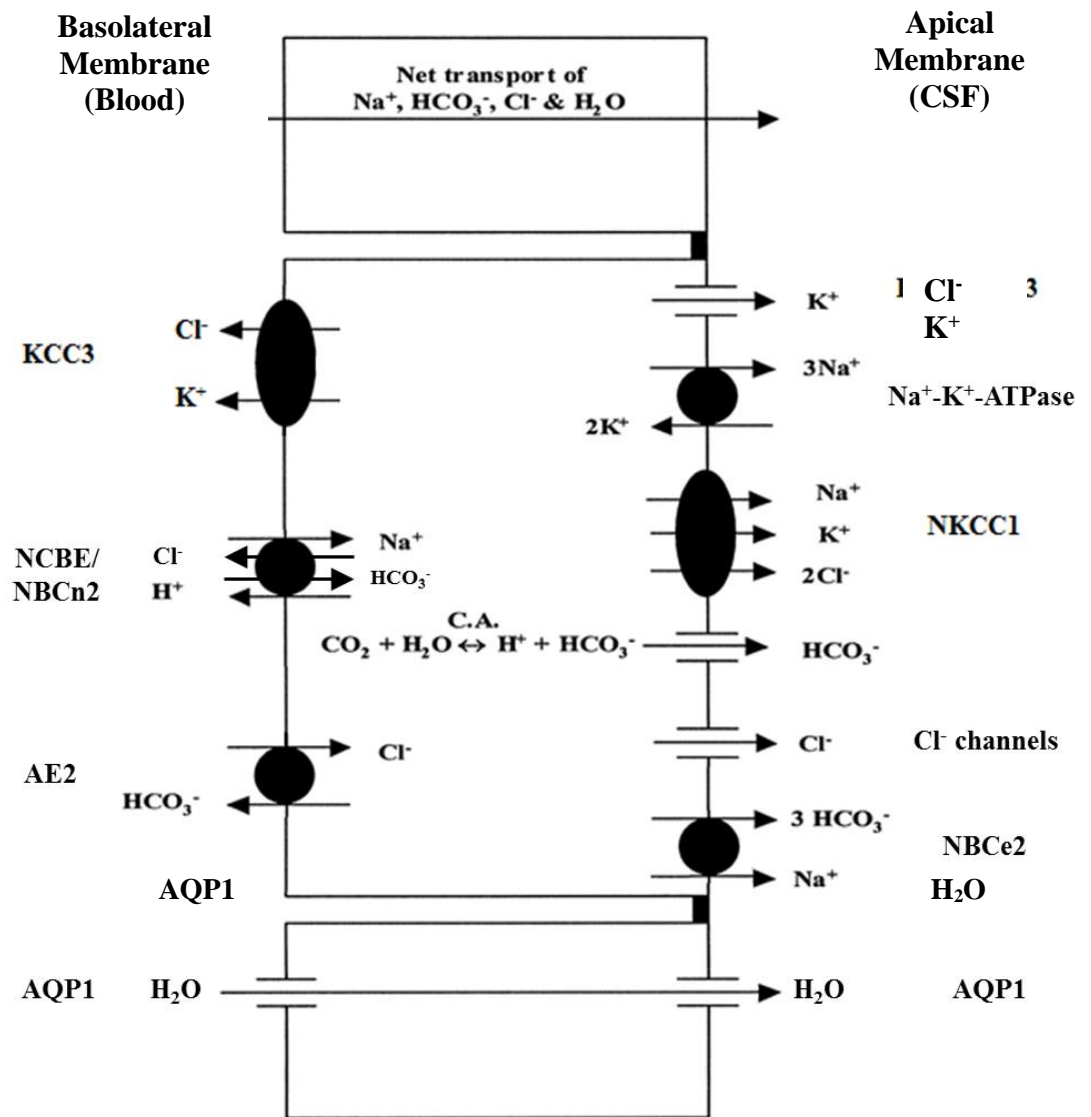 Basolateral
Membrane
(Blood)
Apical
Membrane
(CSF)
Net transport of
Na⁺, HCO₃⁻, Cl⁻ & H₂O
KCC3
Cl⁻
K⁺
K⁺
Cl⁻
3
K⁺
3Na⁺
2K⁺
Na⁺-K⁺-ATPase
Na⁺
K⁺
2Cl⁻
NKCC1
NCBE/
NBCn2
Cl⁻
H⁺
Na⁺
HCO₃⁻
C.A.
CO₂ + H₂O ↔ H⁺ + HCO₃⁻
HCO₃⁻
AE2
Cl⁻
HCO₃⁻
Cl⁻
Cl⁻ channels
3 HCO₃⁻
Na⁺
NBCe2
AQP1
H₂O
AQP1
H₂O
H₂O
AQP1